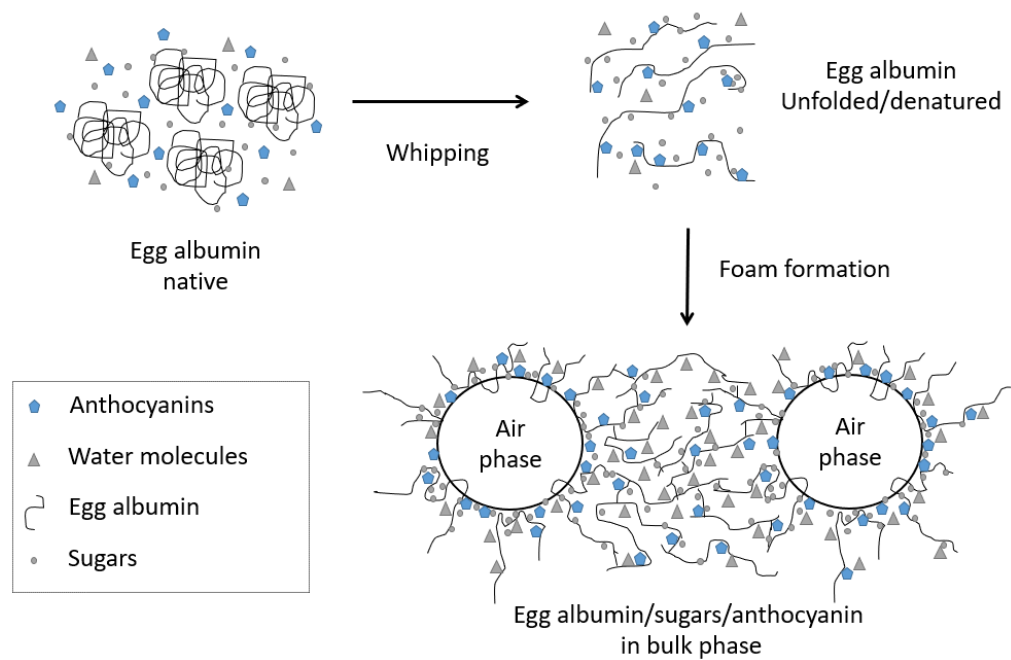 Egg albumin
Unfolded/denatured
Whipping
Egg albumin
native
Foam formation
Anthocyanins
Water molecules
Egg albumin
Sugars
Air
phase
Air
phase
Egg albumin/sugars/anthocyanin
in bulk phase